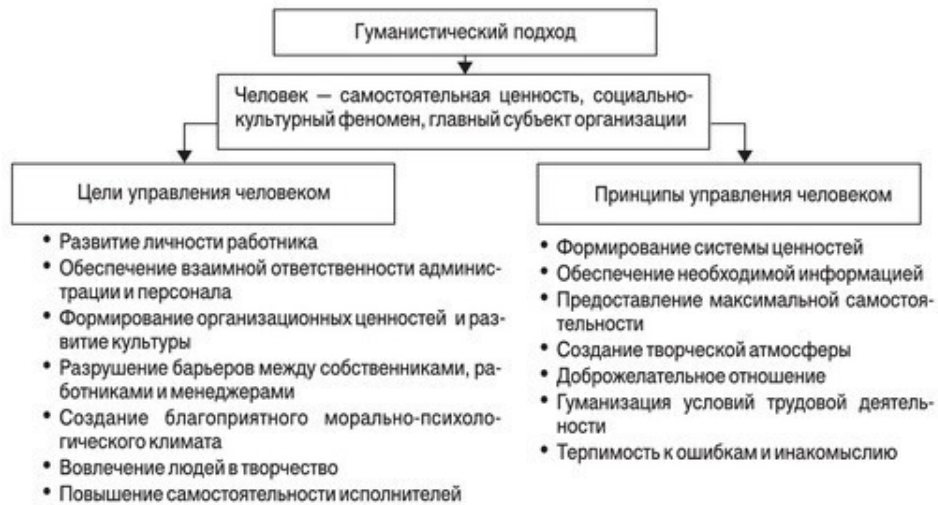 Гуманистический подход
Человек — самостоятельная ценность, социально-
культурный феномен, главный субъект организации
Цели управления человеком
• Развитие личности работника
• Обеспечение взаимной ответственности админис-
трации и персонала
• Формирование организационных ценностей и раз-
витие культуры
• Разрушение барьеров между собственниками, ра-
ботниками и менеджерами
• Создание благоприятного морально-психоло-
гического климата
• Вовлечение людей в творчество
• Повышение самостоятельности исполнителей
Принципы управления человеком
• Формирование системы ценностей
• Обеспечение необходимой информацией
• Предоставление максимальной самостоя-
тельности
• Создание творческой атмосферы
• Доброжелательное отношение
• Гуманизация условий трудовой деятель-
ности
• Терпимость к ошибкам и инакомыслию